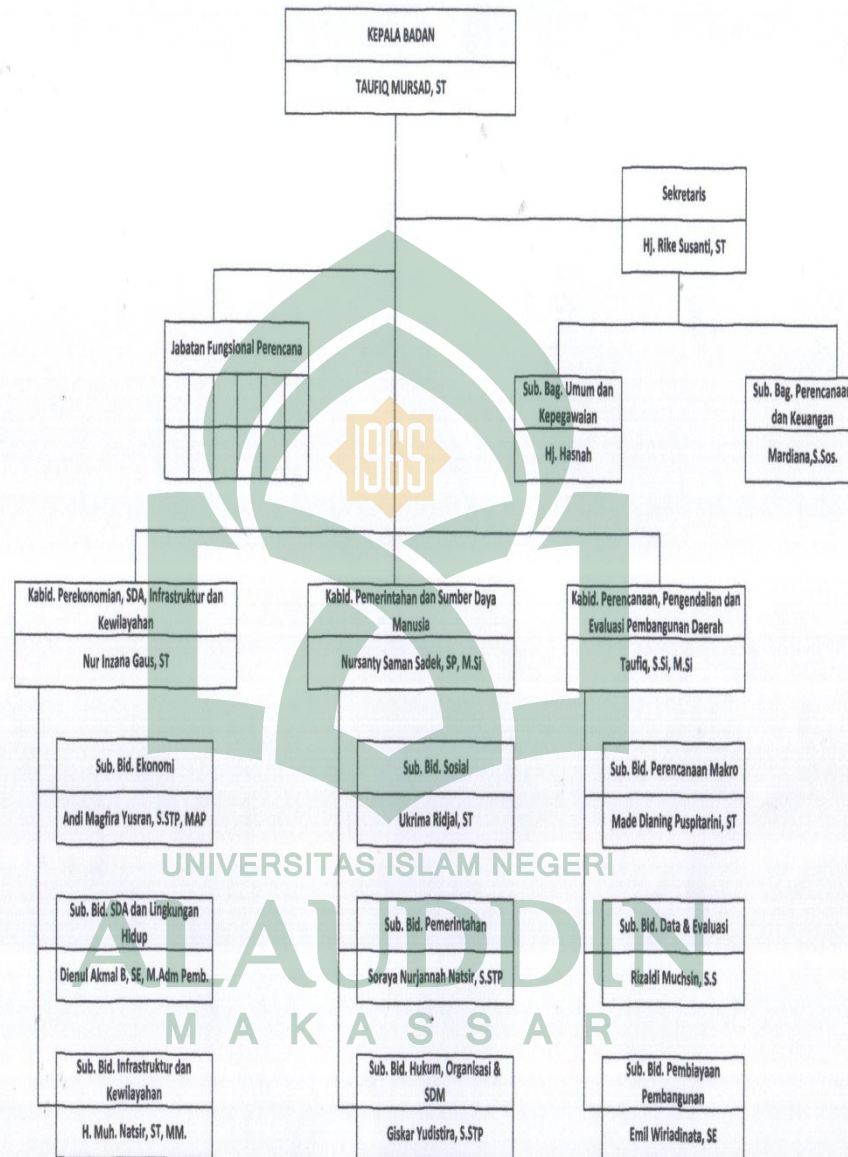 KEPALA BADAN
TAUFIQ MURSAD, ST
Sekretaris
Hj. Rike Susanti, ST
Jabatan Fungsional Perencana
Sub. Bag. Umum dan
Kepegawaian
Hj. Hasnah
Sub. Bag. Perencanaan
dan Keuangan
Mardiana,S.Sos.
1965
Kabid. Perekonomian, SDA, Infrastruktur dan
Kewilayahan
Nur Inzana Gaus, ST
Kabid. Pemerintahan dan Sumber Daya
Manusia
Nursanty Saman Sadek, SP, M.Si
Kabid. Perencanaan, Pengendalian dan
Evaluasi Pembangunan Daerah
Taufiq, S.Si, M.Si
Sub. Bid. Ekonomi
Andi Magfira Yusran, S.STP, MAP
Sub. Bid. Sosial
Ukrima Ridjal, ST
Sub. Bid. Perencanaan Makro
Made Dianing Puspitarini, ST
UNIVERSITAS ISLAM NEGERI
Sub. Bid. SDA dan Lingkungan
Hidup
Dienul Akmal B, SE, M.Adm Pemb.
Sub. Bid. Pemerintahan
Soraya Nurjannah Natsir, S.STP
Sub. Bid. Data & Evaluasi
Rizaldi Muchsin, S.S
ALAUDDIN
MAKASSAR
Sub. Bid. Infrastruktur dan
Kewilayahan
H. Muh. Natsir, ST, MM.
Sub. Bid. Hukum, Organisasi &
SDM
Giskar Yudistira, S.STP
Sub. Bid. Pembiayaan
Pembangunan
Emil Wiriadinata, SE